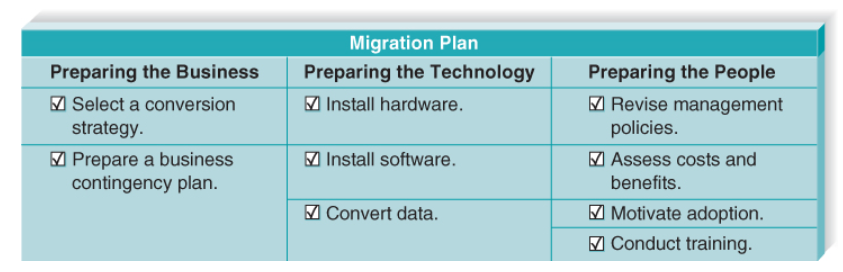 Migration Plan
Preparing the Business
Preparing the Technology
Preparing the People
Select a conversion
strategy.
Install hardware.
Revise management
policies.
Prepare a business
contingency plan.
Install software.
Assess costs and
benefits.
Convert data.
Motivate adoption.
Conduct training.